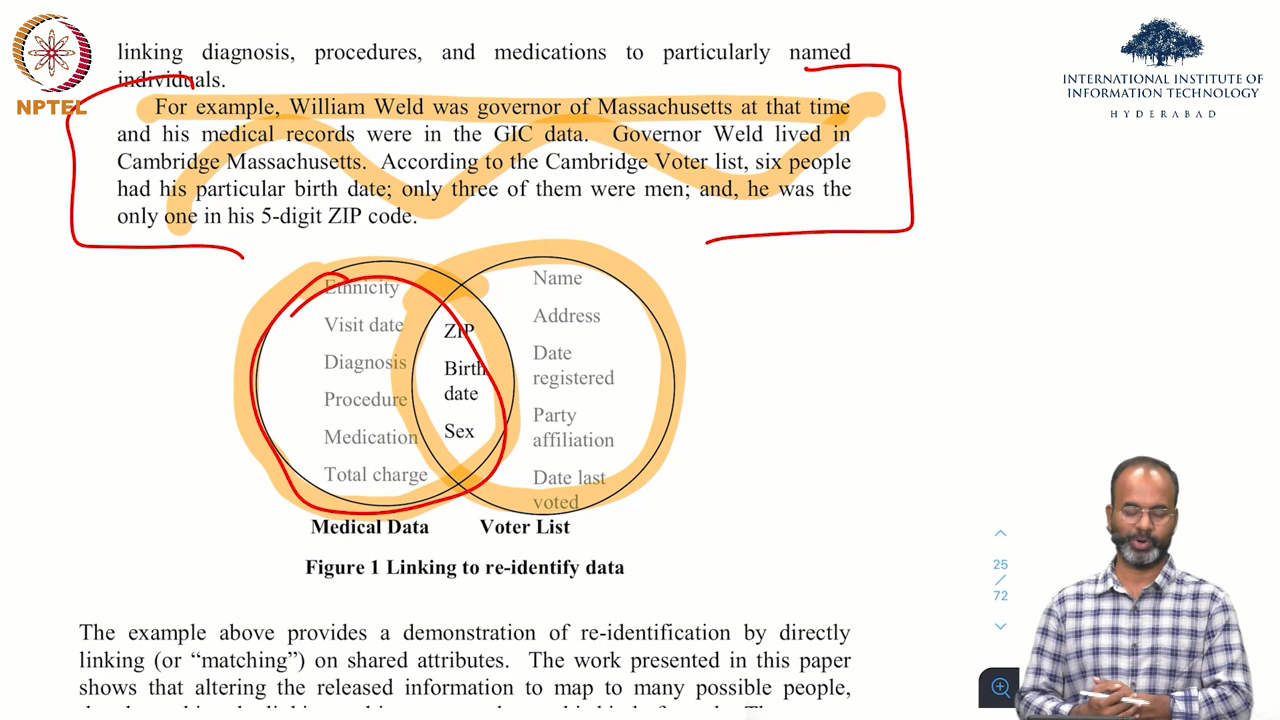 NPTEL
INTERNATIONAL INSTITUTE OF
INFORMATION TECHNOLOGY
HYDERABAD
linking diagnosis, procedures, and medications to particularly named
individuals.
For example, William Weld was governor of Massachusetts at that time
and his medical records were in the GIC data. Governor Weld lived in
Cambridge Massachusetts. According to the Cambridge Voter list, six people
had his particular birth date; only three of them were men; and, he was the
only one in his 5-digit ZIP code.
Ethnicity
Visit date
Diagnosis
Procedure
Medication
Total charge
ZIP
Birth
date
Sex
Name
Address
Date
registered
Party
affiliation
Date last
voted
Medical Data
Voter List
Figure 1 Linking to re-identify data
25
/
72
The example above provides a demonstration of re-identification by directly
linking (or “matching”) on shared attributes. The work presented in this paper
shows that altering the released information to map to many possible people,